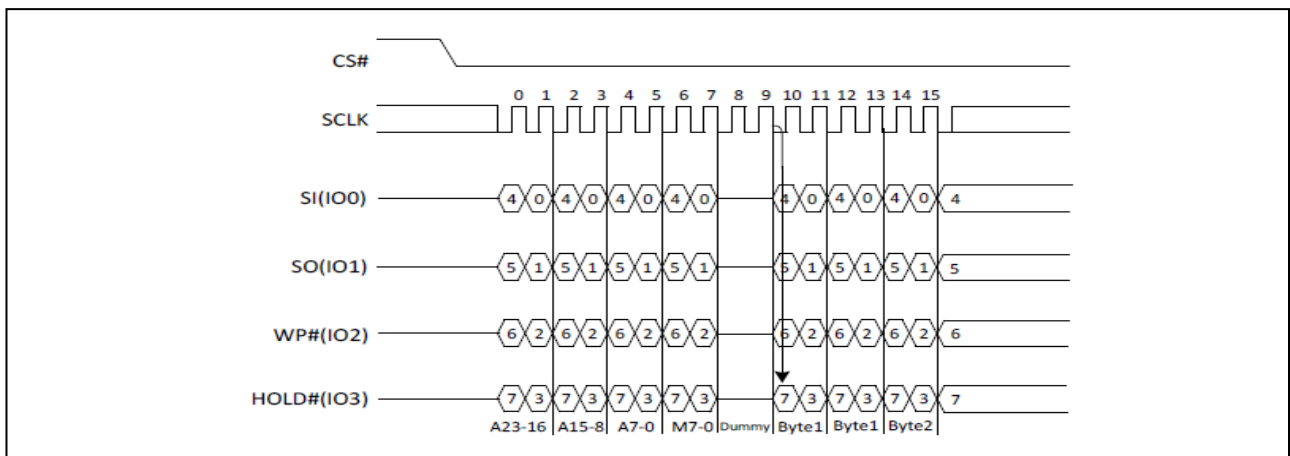 CS#
0 1 2 3 4 5 6 7 8 9 10 11 12 13 14 15
SCLK
SI(IO0) 4 0 4 0 4 0 4 0 4 0 4 0 4 0 4
SO(IO1) 5 1 5 1 5 1 5 1 5 1 5 1 5 1 5
WP#(IO2) 6 2 6 2 6 2 6 2 6 2 6 2 6 2 6
HOLD#(IO3) 7 3 7 3 7 3 7 3 7 3 7 3 7 3 7
A23-16 A15-8 A7-0 M7-0 Dummy Byte1 Byte1 Byte2